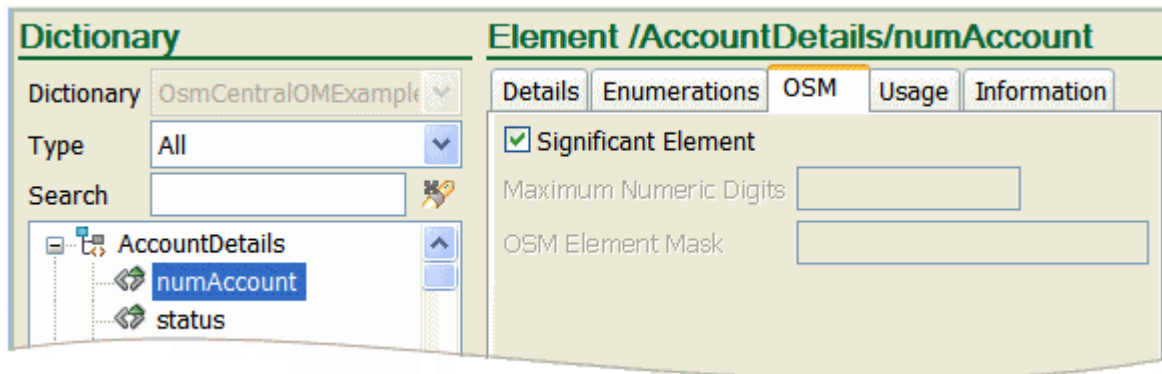 Dictionary
Dictionary OsmCentralOMExample
Type All
Search
AccountDetails
numAccount
status
Element /AccountDetails/numAccount
Details Enumerations OSM Usage Information
Significant Element
Maximum Numeric Digits
OSM Element Mask